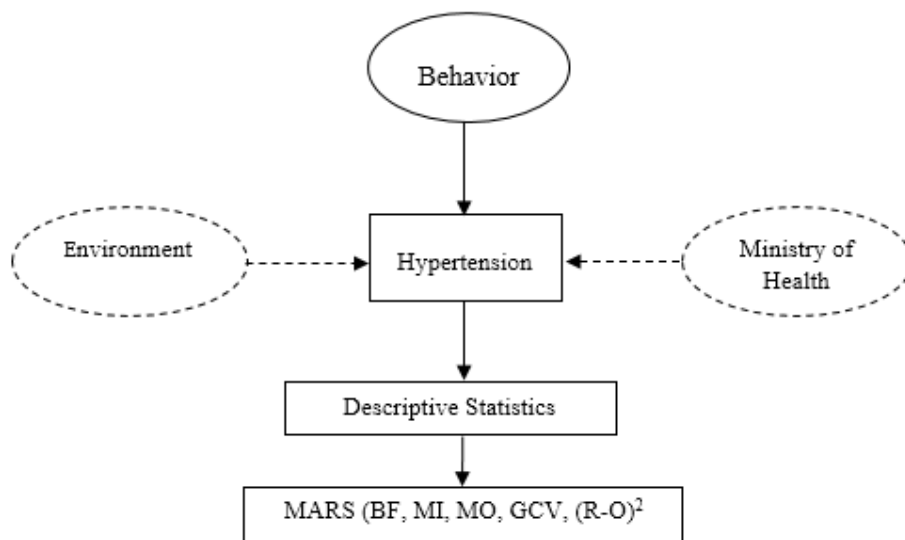 Behavior
Environment
Hypertension
Ministry of
Health
Descriptive Statistics
MARS (BF, MI, MO, GCV, (R-O)²